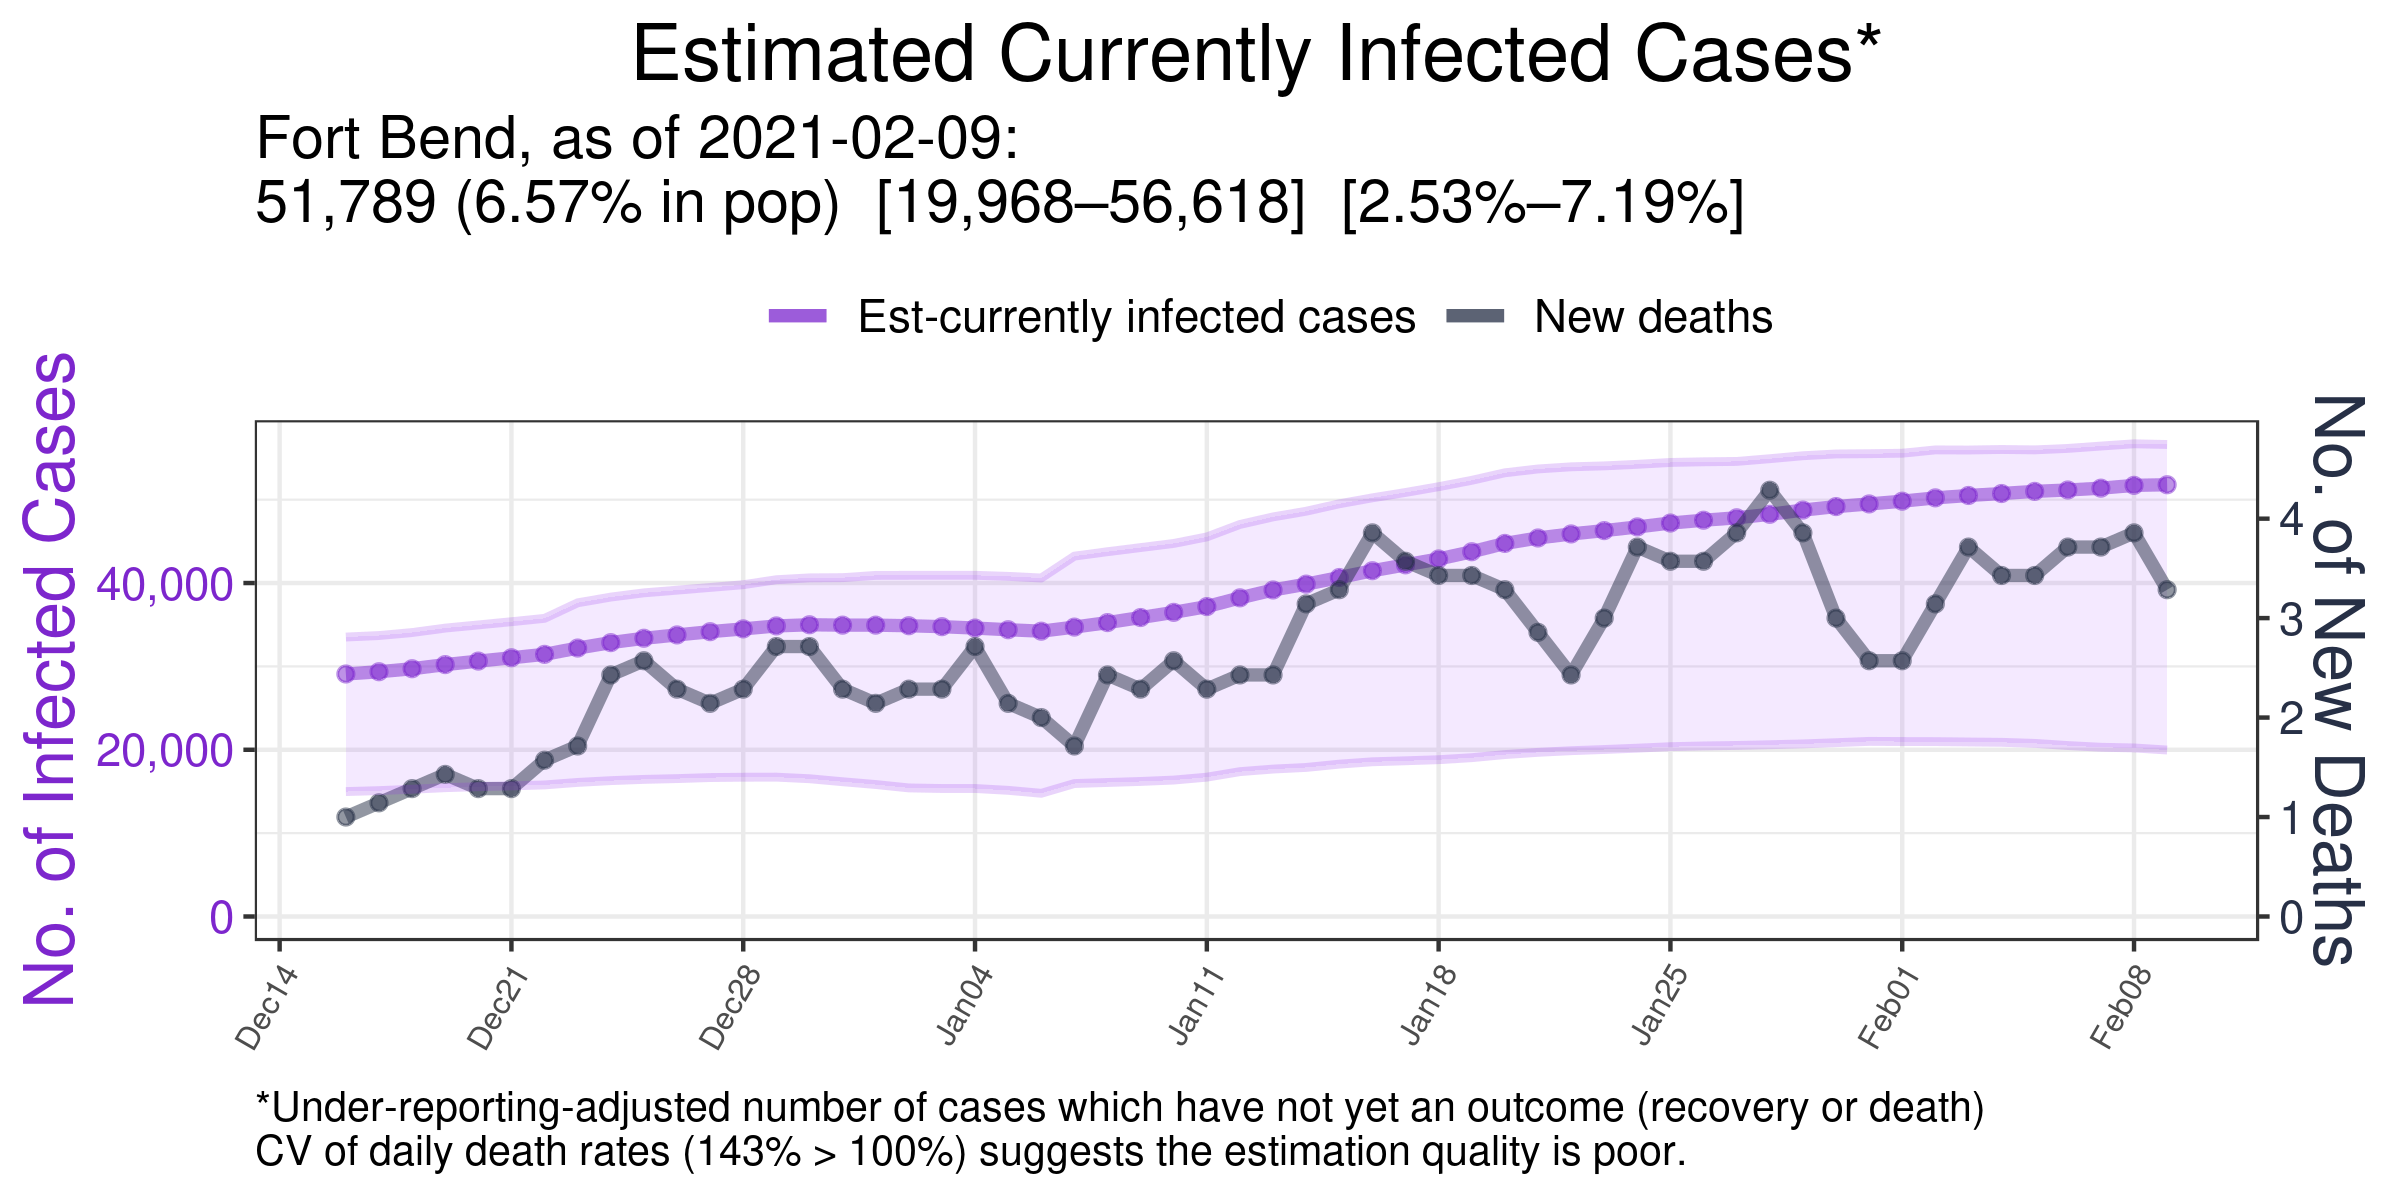 Estimated Currently Infected Cases*
Fort Bend, as of 2021-02-09:
51,789 (6.57% in pop)  [19,968–56,618]  [2.53%–7.19%]
Est-currently infected cases
New deaths
No. of Infected Cases
40,000
20,000
0
No. of New Deaths
4
3
2
1
0
Dec14
Dec21
Dec28
Jan04
Jan11
Jan18
Jan25
Feb01
Feb08
*Under-reporting-adjusted number of cases which have not yet an outcome (recovery or death)
CV of daily death rates (143% > 100%) suggests the estimation quality is poor.